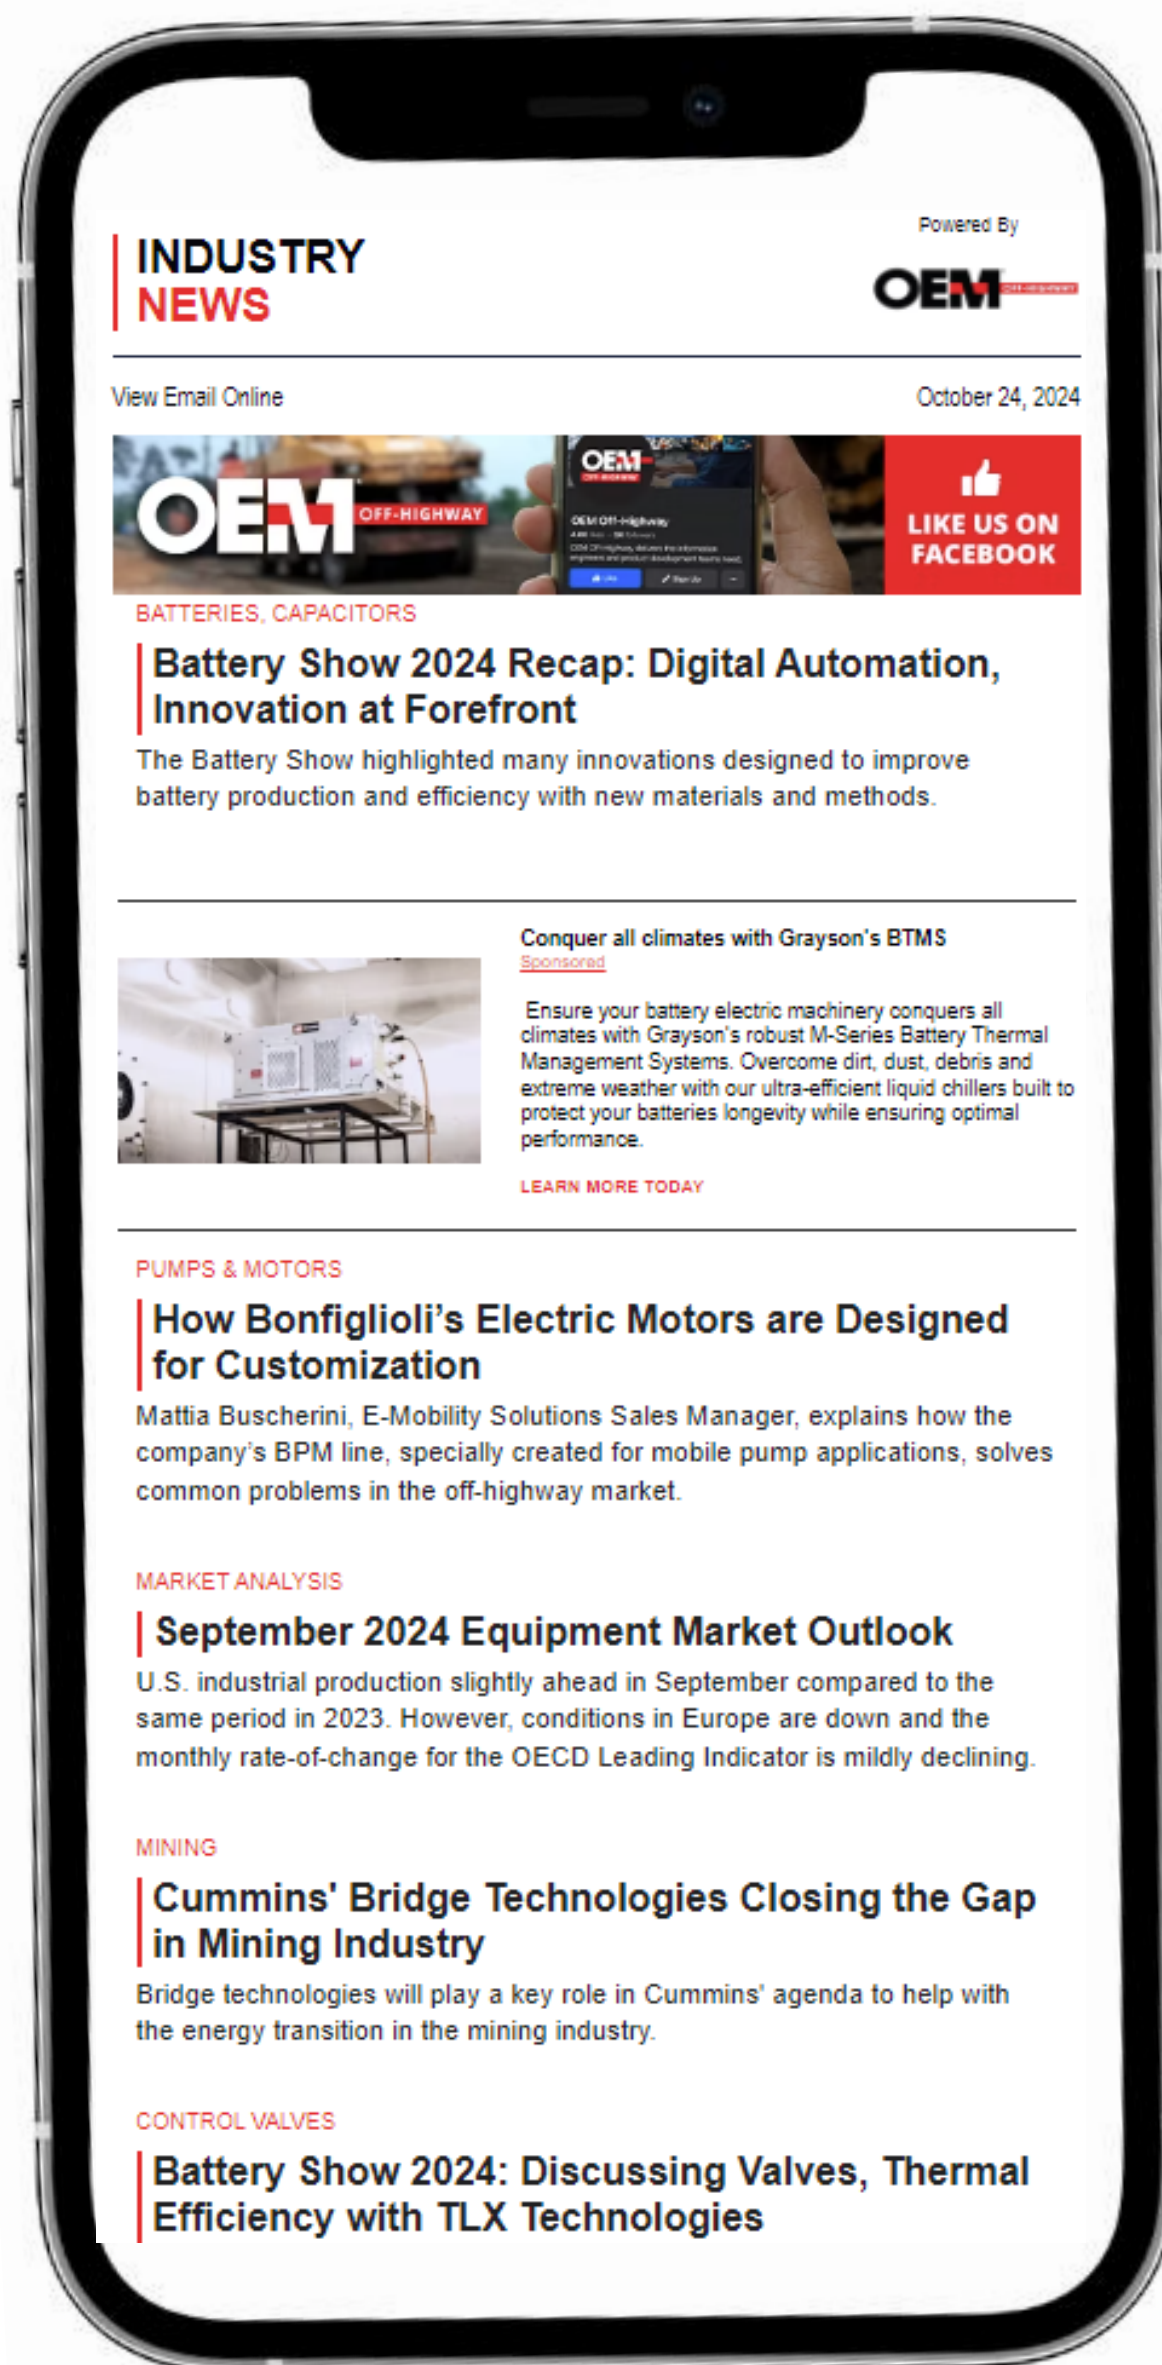 Powered By
INDUSTRY
NEWS
OEM OFF-HIGHWAY
View Email Online
October 24, 2024
OEM OFF-HIGHWAY
OEM
OEM Off-Highway
Like
Sign Up
LIKE US ON
FACEBOOK
BATTERIES, CAPACITORS
Battery Show 2024 Recap: Digital Automation,
Innovation at Forefront
The Battery Show highlighted many innovations designed to improve
battery production and efficiency with new materials and methods.
Conquer all climates with Grayson's BTMS
Sponsored
Ensure your battery electric machinery conquers all
climates with Grayson's robust M-Series Battery Thermal
Management Systems. Overcome dirt, dust, debris and
extreme weather with our ultra-efficient liquid chillers built to
protect your batteries longevity while ensuring optimal
performance.
LEARN MORE TODAY
PUMPS & MOTORS
How Bonfiglioli’s Electric Motors are Designed
for Customization
Mattia Buscherini, E-Mobility Solutions Sales Manager, explains how the
company’s BPM line, specially created for mobile pump applications, solves
common problems in the off-highway market.
MARKET ANALYSIS
September 2024 Equipment Market Outlook
U.S. industrial production slightly ahead in September compared to the
same period in 2023. However, conditions in Europe are down and the
monthly rate-of-change for the OECD Leading Indicator is mildly declining.
MINING
Cummins' Bridge Technologies Closing the Gap
in Mining Industry
Bridge technologies will play a key role in Cummins' agenda to help with
the energy transition in the mining industry.
CONTROL VALVES
Battery Show 2024: Discussing Valves, Thermal
Efficiency with TLX Technologies